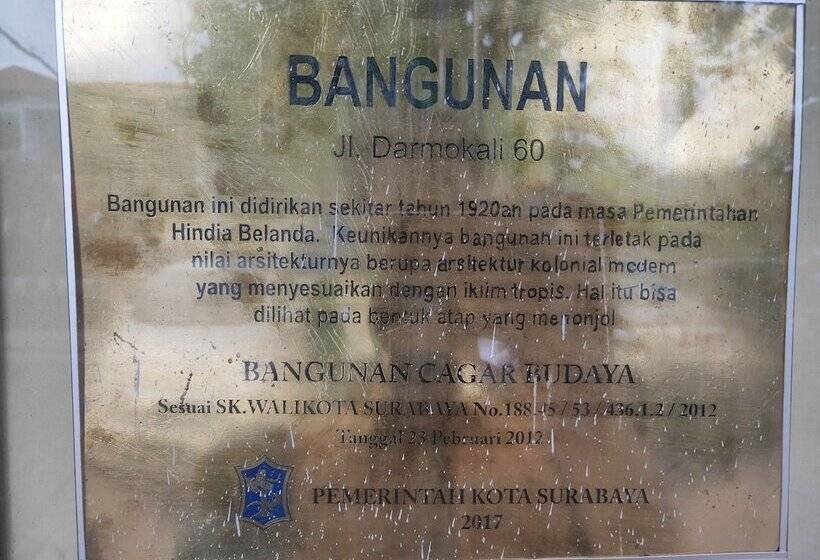 BANGUNAN
Jl. Darmokali 60
Bangunan ini didirikan sekitar tahun 1920an pada masa Pemerintahan
Hindia Belanda. Keunikannya bangunan ini terletak pada
nilai arsitekturnya berupa arsitektur kolonial modern
yang menyesuaikan dengan iklim tropis. Hal itu bisa
dilihat pada bentuk atap yang menonjol
BANGUNAN CAGAR BUDAYA
Sesuai SK.WALIKOTA SURABAYA No.188.45 / 53 / 436.1.2 / 2012
Tanggal 23 Pebruari 2012
PEMERINTAH KOTA SURABAYA
2017